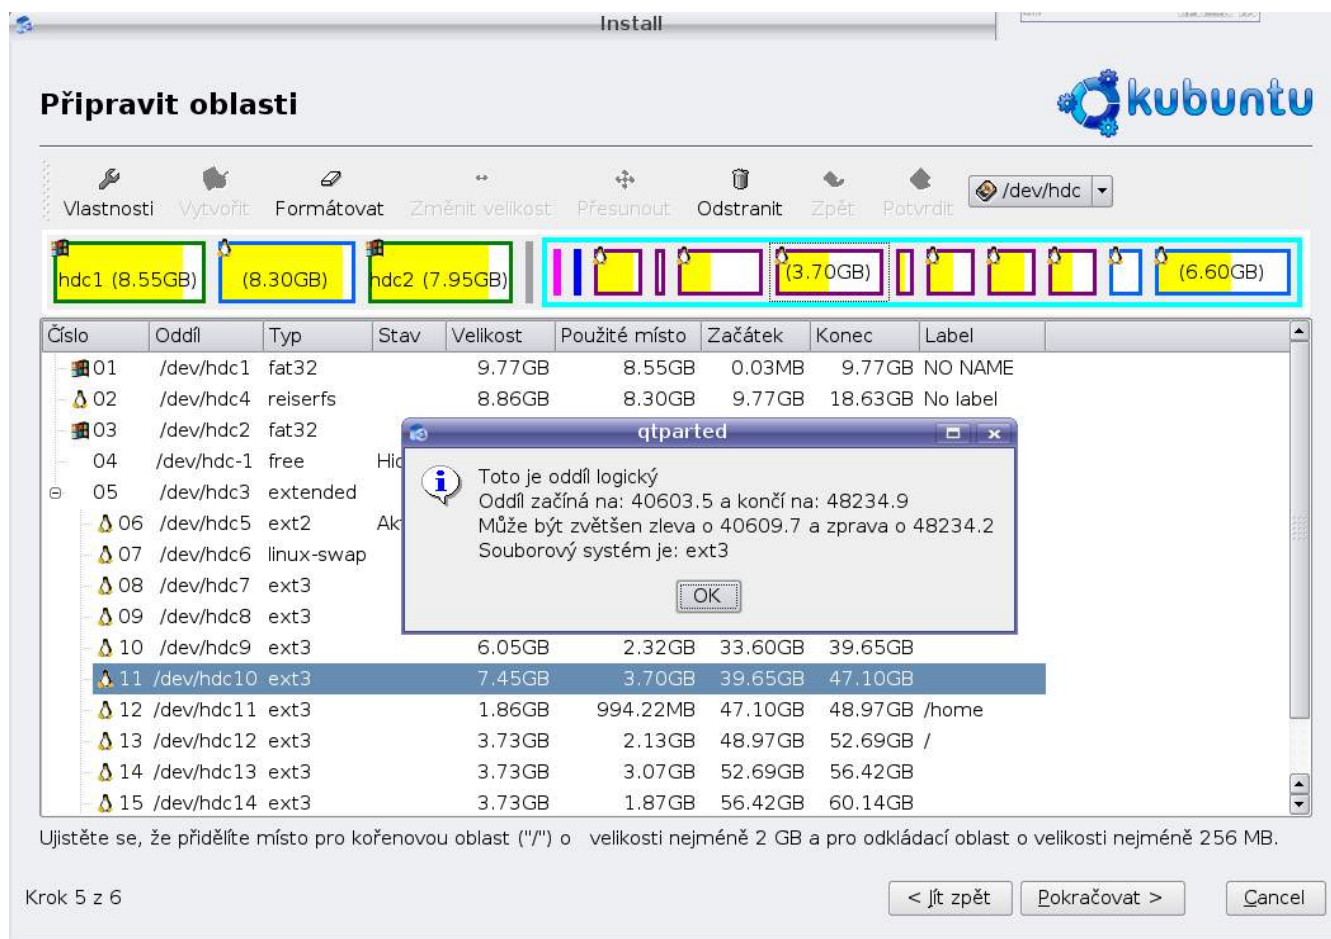 Install
Připravit oblasti
kubuntu
Vlastnosti Vytvořit Formátovat Změnit velikost Přesunout Odstranit Zpět Potvrdit /dev/hdc
hdc1 (8.55GB) (8.30GB) hdc2 (7.95GB) (3.70GB) (6.60GB)
Číslo Oddíl Typ Stav Velikost Použité místo Začátek Konec Label
01 /dev/hdc1 fat32 9.77GB 8.55GB 0.03MB 9.77GB NO NAME
02 /dev/hdc4 reiserfs 8.86GB 8.30GB 9.77GB 18.63GB No label
03 /dev/hdc2 fat32
04 /dev/hdc-1 free
05 /dev/hdc3 extended
06 /dev/hdc5 ext2
07 /dev/hdc6 linux-swap
08 /dev/hdc7 ext3
09 /dev/hdc8 ext3
qtparted
Toto je oddíl logický
Oddíl začíná na: 40603.5 a končí na: 48234.9
Může být zvětšen zleva o 40609.7 a zprava o 48234.2
Souborový systém je: ext3
OK
10 /dev/hdc9 ext3 6.05GB 2.32GB 33.60GB 39.65GB
11 /dev/hdc10 ext3 7.45GB 3.70GB 39.65GB 47.10GB
12 /dev/hdc11 ext3 1.86GB 994.22MB 47.10GB 48.97GB /home
13 /dev/hdc12 ext3 3.73GB 2.13GB 48.97GB 52.69GB /
14 /dev/hdc13 ext3 3.73GB 3.07GB 52.69GB 56.42GB
15 /dev/hdc14 ext3 3.73GB 1.87GB 56.42GB 60.14GB
Ujistěte se, že přidělíte místo pro kořenovou oblast ("/") o velikosti nejméně 2 GB a pro odkládací oblast o velikosti nejméně 256 MB.
Krok 5 z 6
< Jít zpět Pokračovat > Cancel